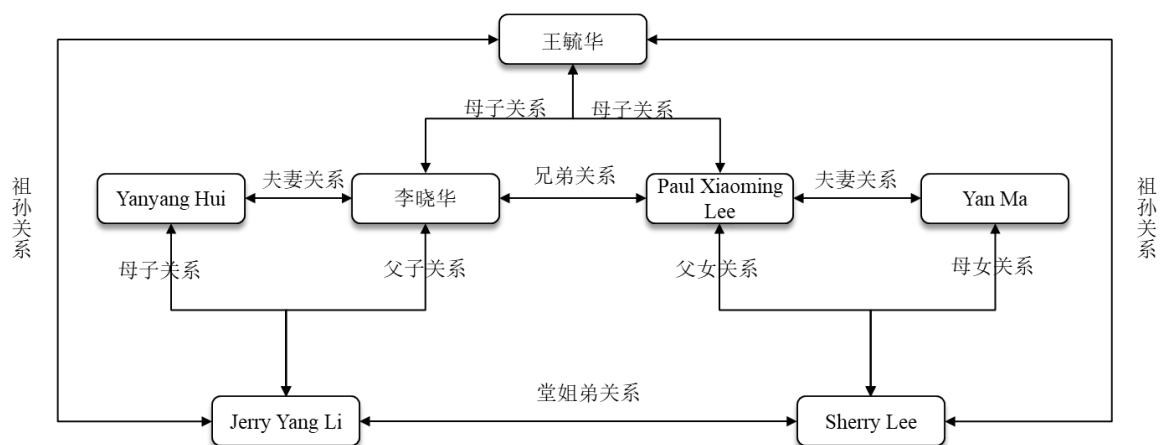 王毓华
母子关系
母子关系
祖孙关系
祖孙关系
Yanyang Hui
夫妻关系
李晓华
兄弟关系
Paul Xiaoming
Lee
夫妻关系
Yan Ma
母子关系
父子关系
父女关系
母女关系
Jerry Yang Li
堂姐弟关系
Sherry Lee